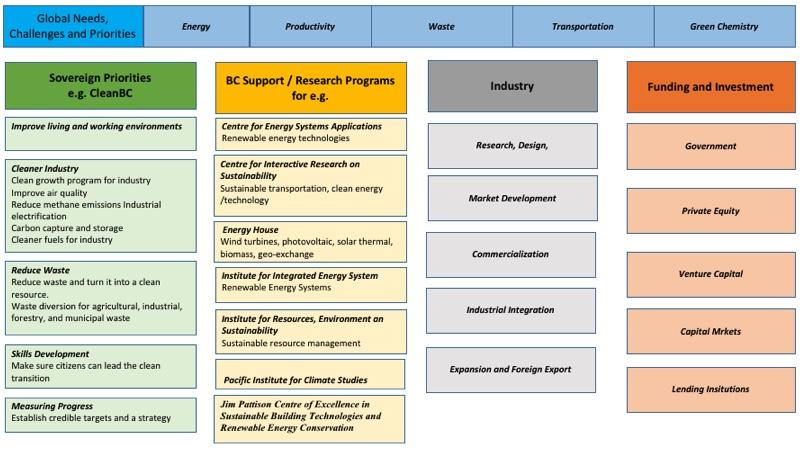 Global Needs,
Challenges and Priorities
Energy
Productivity
Waste
Transportation
Green Chemistry
Sovereign Priorities
e.g. CleanBC
Improve living and working environments
Cleaner Industry
Clean growth program for industry
Improve air quality
Reduce methane emissions Industrial
electrification
Carbon capture and storage
Cleaner fuels for industry
Reduce Waste
Reduce waste and turn it into a clean
resource.
Waste diversion for agricultural, industrial,
forestry, and municipal waste
Skills Development
Make sure citizens can lead the clean
transition
Measuring Progress
Establish credible targets and a strategy
BC Support / Research Programs
for e.g.
Centre for Energy Systems Applications
Renewable energy technologies
Centre for Interactive Research on
Sustainability
Sustainable transportation, clean energy
/technology
Energy House
Wind turbines, photovoltaic, solar thermal,
biomass, geo-exchange
Institute for Integrated Energy System
Renewable Energy Systems
Institute for Resources, Environment an
Sustainability
Sustainable resource management
Pacific Institute for Climate Studies
Jim Pattison Centre of Excellence in
Sustainable Building Technologies and
Renewable Energy Conservation
Industry
Research, Design,
Market Development
Commercialization
Industrial Integration
Expansion and Foreign Export
Funding and Investment
Government
Private Equity
Venture Capital
Capital Mrkets
Lending Insitutions